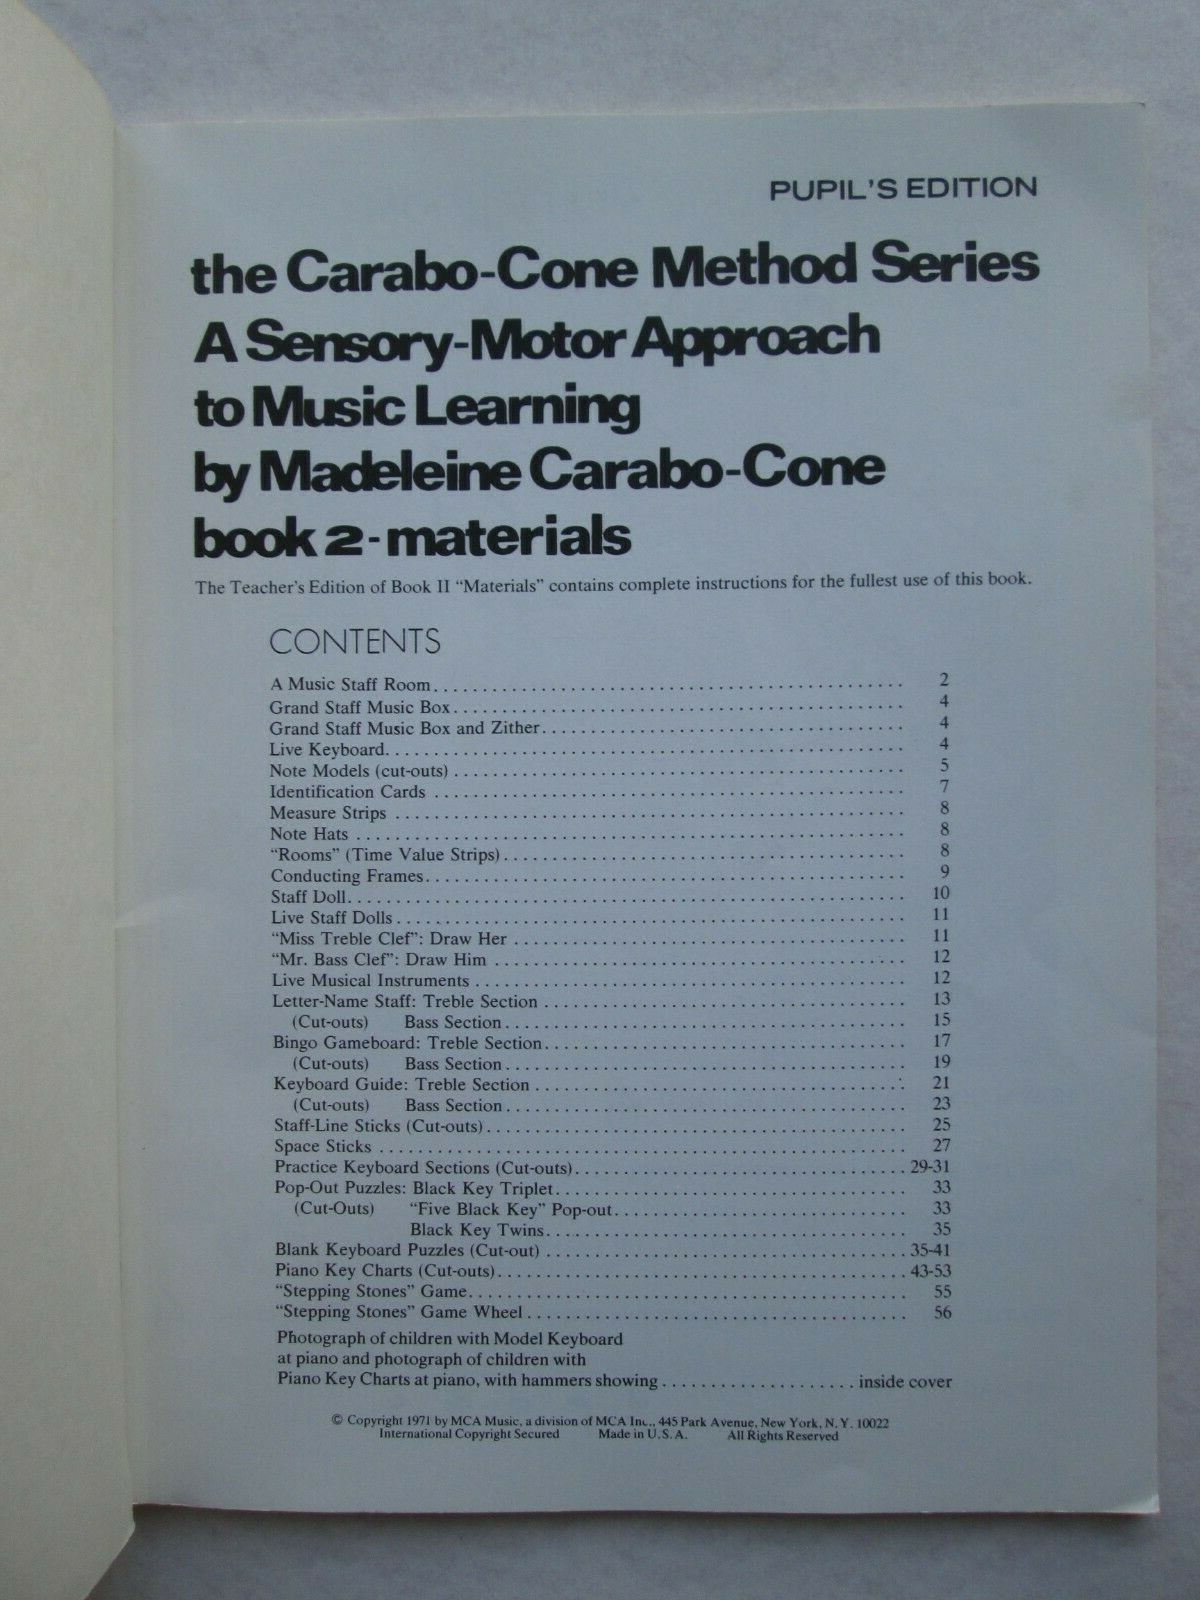 PUPIL'S EDITION
the Carabo-Cone Method Series
A Sensory-Motor Approach
to Music Learning
by Madeleine Carabo-Cone
book 2-materials
The Teacher's Edition of Book II “Materials” contains complete instructions for the fullest use of this book.
CONTENTS
A Music Staff Room 2
Grand Staff Music Box 4
Grand Staff Music Box and Zither 4
Live Keyboard 4
Note Models (cut-outs) 5
Identification Cards 7
Measure Strips 8
Note Hats 8
“Rooms” (Time Value Strips) 8
Conducting Frames 9
Staff Doll 10
Live Staff Dolls 11
“Miss Treble Clef”: Draw Her 11
“Mr. Bass Clef”: Draw Him 12
Live Musical Instruments 12
Letter-Name Staff: Treble Section 13
(Cut-outs) Bass Section 15
Bingo Gameboard: Treble Section 17
(Cut-outs) Bass Section 19
Keyboard Guide: Treble Section 21
(Cut-outs) Bass Section 23
Staff-Line Sticks (Cut-outs) 25
Space Sticks 27
Practice Keyboard Sections (Cut-outs) 29-31
Pop-Out Puzzles: Black Key Triplet 33
(Cut-Outs) “Five Black Key” Pop-out 33
Black Key Twins 35
Blank Keyboard Puzzles (Cut-out) 35-41
Piano Key Charts (Cut-outs) 43-53
“Stepping Stones” Game 55
“Stepping Stones” Game Wheel 56
Photograph of children with Model Keyboard
at piano and photograph of children with
Piano Key Charts at piano, with hammers showing inside cover
© Copyright 1971 by MCA Music, a division of MCA Inc., 445 Park Avenue, New York, N.Y. 10022
International Copyright Secured Made in U.S.A. All Rights Reserved